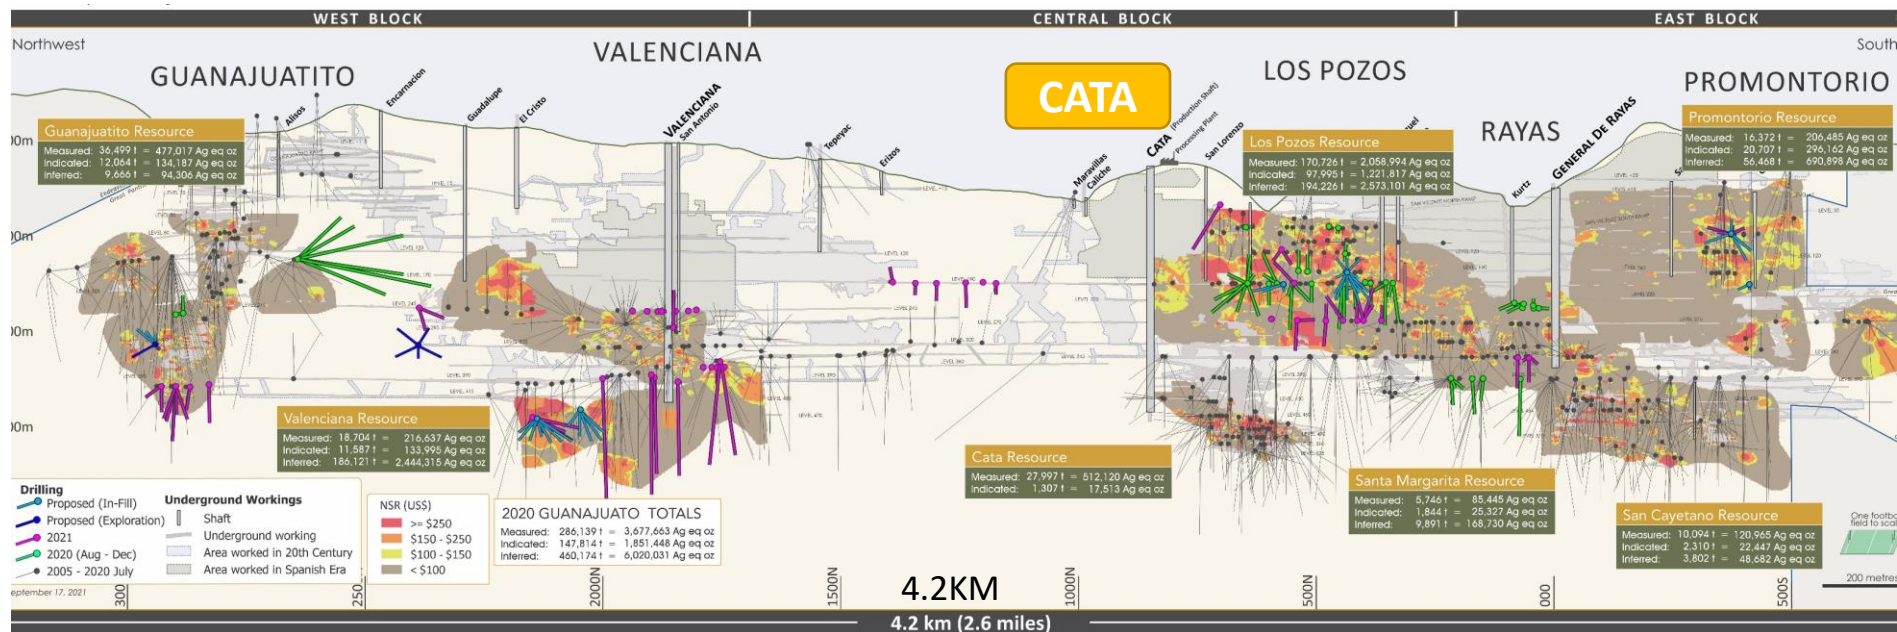 WEST BLOCK
CENTRAL BLOCK
EAST BLOCK
Northwest
South
GUANAJUATITO
VALENCIANA
CATA
LOS POZOS
RAYAS
PROMONTORIO
Alisos
Encarnacion
Guadalupe
El Cristo
VALENCIANA
San Antonio
Tepeyac
Erizos
Maravillas
Caliche
CATA (Production Shaft)
Processing Plant
San Lorenzo
Kurtz
GENERAL DE RAYAS
Guanajuatito Resource
Measured: 36,499 t = 477,017 Ag eq oz
Indicated: 12,064 t = 134,187 Ag eq oz
Inferred: 9,666 t = 94,306 Ag eq oz
Los Pozos Resource
Measured: 170,726 t = 2,058,994 Ag eq oz
Indicated: 97,995 t = 1,221,817 Ag eq oz
Inferred: 194,226 t = 2,573,101 Ag eq oz
Promontorio Resource
Measured: 16,372 t = 206,485 Ag eq oz
Indicated: 20,707 t = 296,162 Ag eq oz
Inferred: 56,468 t = 690,898 Ag eq oz
Valenciana Resource
Measured: 18,704 t = 216,637 Ag eq oz
Indicated: 11,587 t = 133,995 Ag eq oz
Inferred: 186,121 t = 2,444,315 Ag eq oz
Cata Resource
Measured: 27,997 t = 512,120 Ag eq oz
Indicated: 1,307 t = 17,513 Ag eq oz
Santa Margarita Resource
Measured: 5,746 t = 85,445 Ag eq oz
Indicated: 1,844 t = 25,327 Ag eq oz
Inferred: 9,891 t = 168,730 Ag eq oz
San Cayetano Resource
Measured: 10,094 t = 120,965 Ag eq oz
Indicated: 2,310 t = 22,447 Ag eq oz
Inferred: 3,802 t = 48,682 Ag eq oz
Drilling
Proposed (In-Fill)
Proposed (Exploration)
2021
2020 (Aug - Dec)
2005 - 2020 July
Underground Workings
Shaft
Underground working
Area worked in 20th Century
Area worked in Spanish Era
NSR (US$)
>= $250
$150 - $250
$100 - $150
< $100
2020 GUANAJUATO TOTALS
Measured: 286,139 t = 3,677,663 Ag eq oz
Indicated: 147,814 t = 1,851,448 Ag eq oz
Inferred: 460,174 t = 6,020,031 Ag eq oz
One footba
field to scal
200 metres
eptember 17, 2021
300
250
2000N
1500N
1000N
500N
000
500S
4.2KM
4.2 km (2.6 miles)